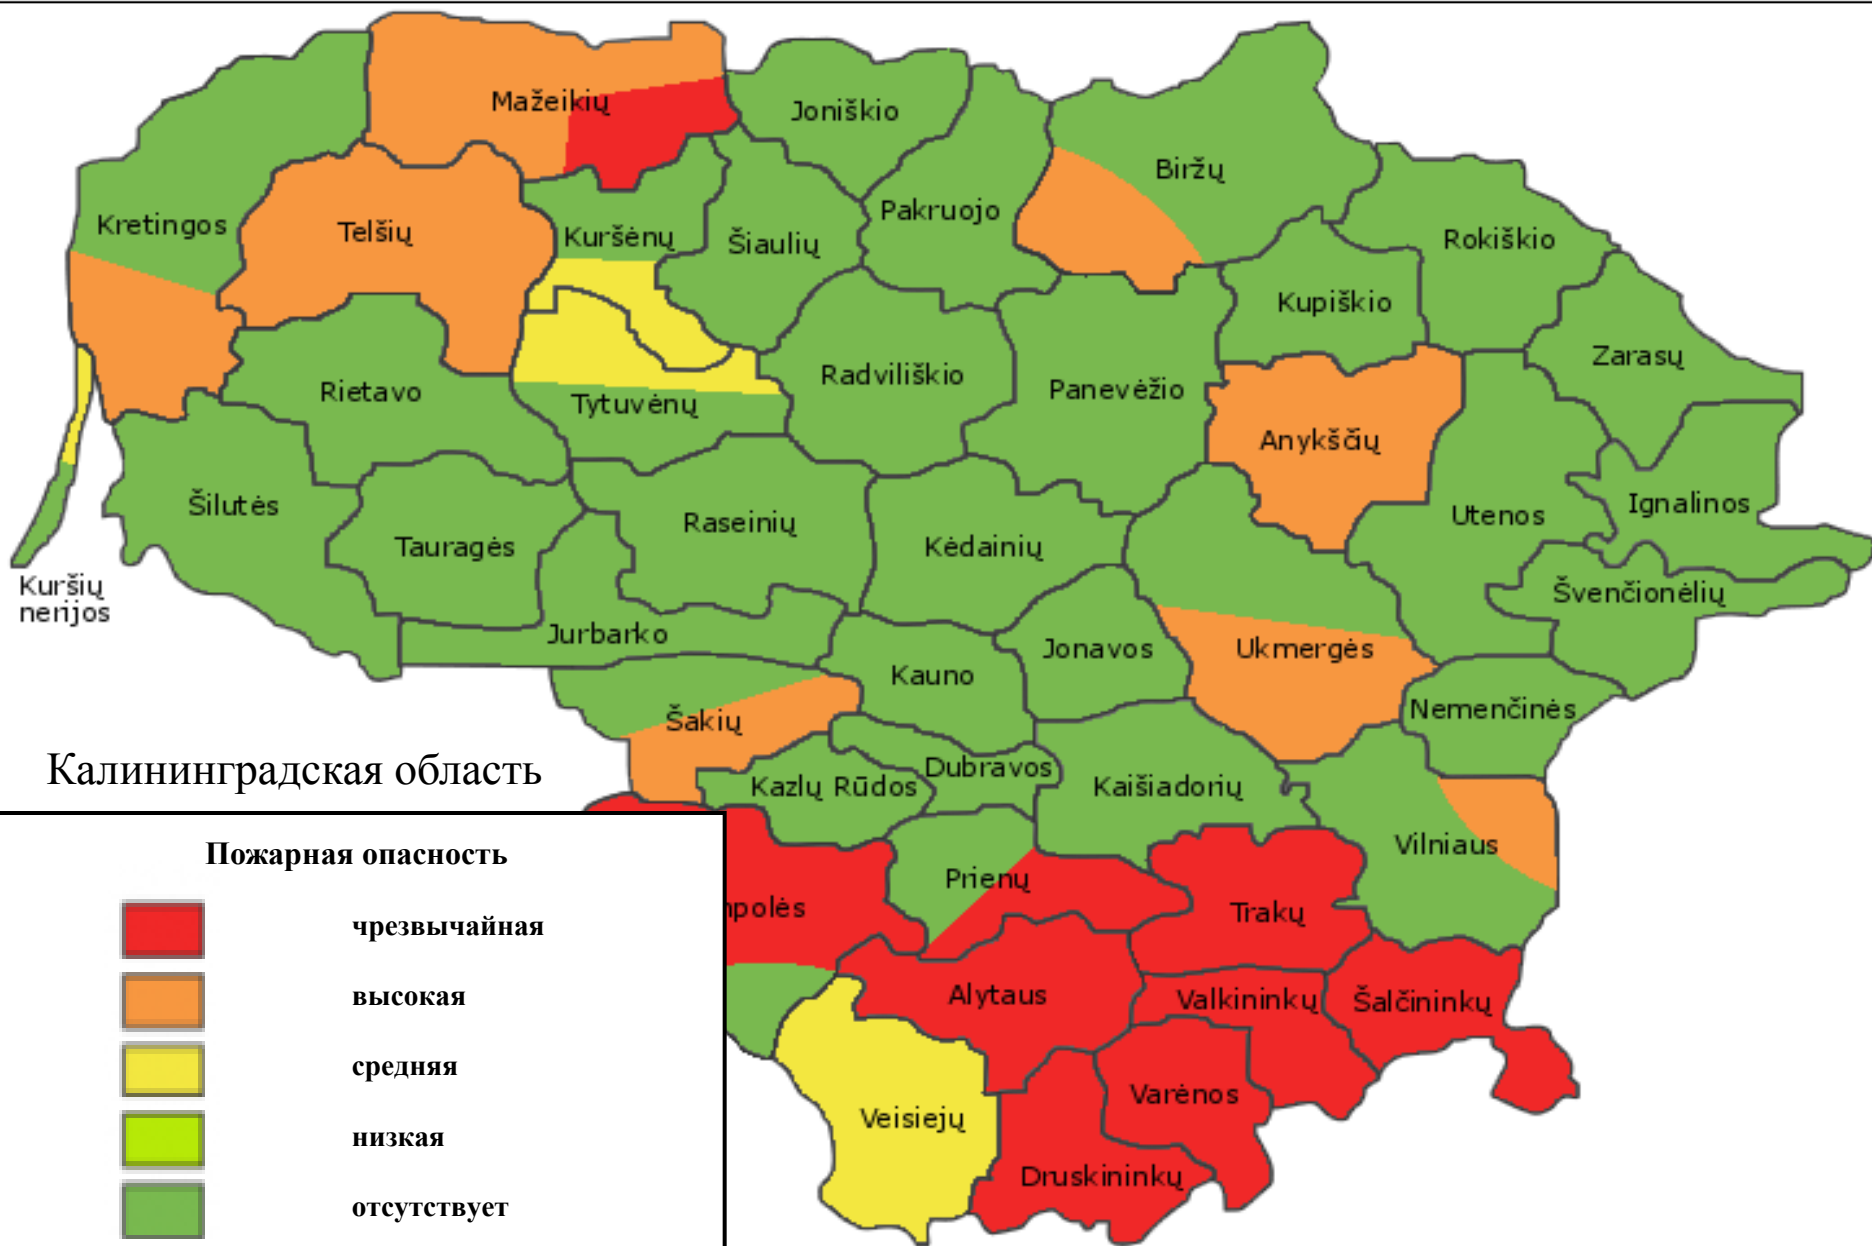 Mažeikių
Joniškio
Biržų
Kretingos
Telšių
Kuršėnų
Šiaulių
Pakruojo
Rokiškio
Kupiškio
Zarasų
Rietavo
Tytuvėnų
Radviliškio
Panevėžio
Anykščių
Šilutės
Tauragės
Raseinių
Kėdainių
Utenos
Ignalinos
Kuršių
nerijos
Švenčionėlių
Jurbarko
Kauno
Jonavos
Ukmergės
Šakių
Nemenčinės
Калининградская область
Kazlų Rūdos
Dubravos
Kaišiadorių
Vilniaus
Prienų
npolės
Trakų
Alytaus
Valkininkų
Šalčininkų
Varėnos
Veisiejų
Druskininkų
Пожарная опасность
чрезвычайная
высокая
средняя
низкая
отсутствует